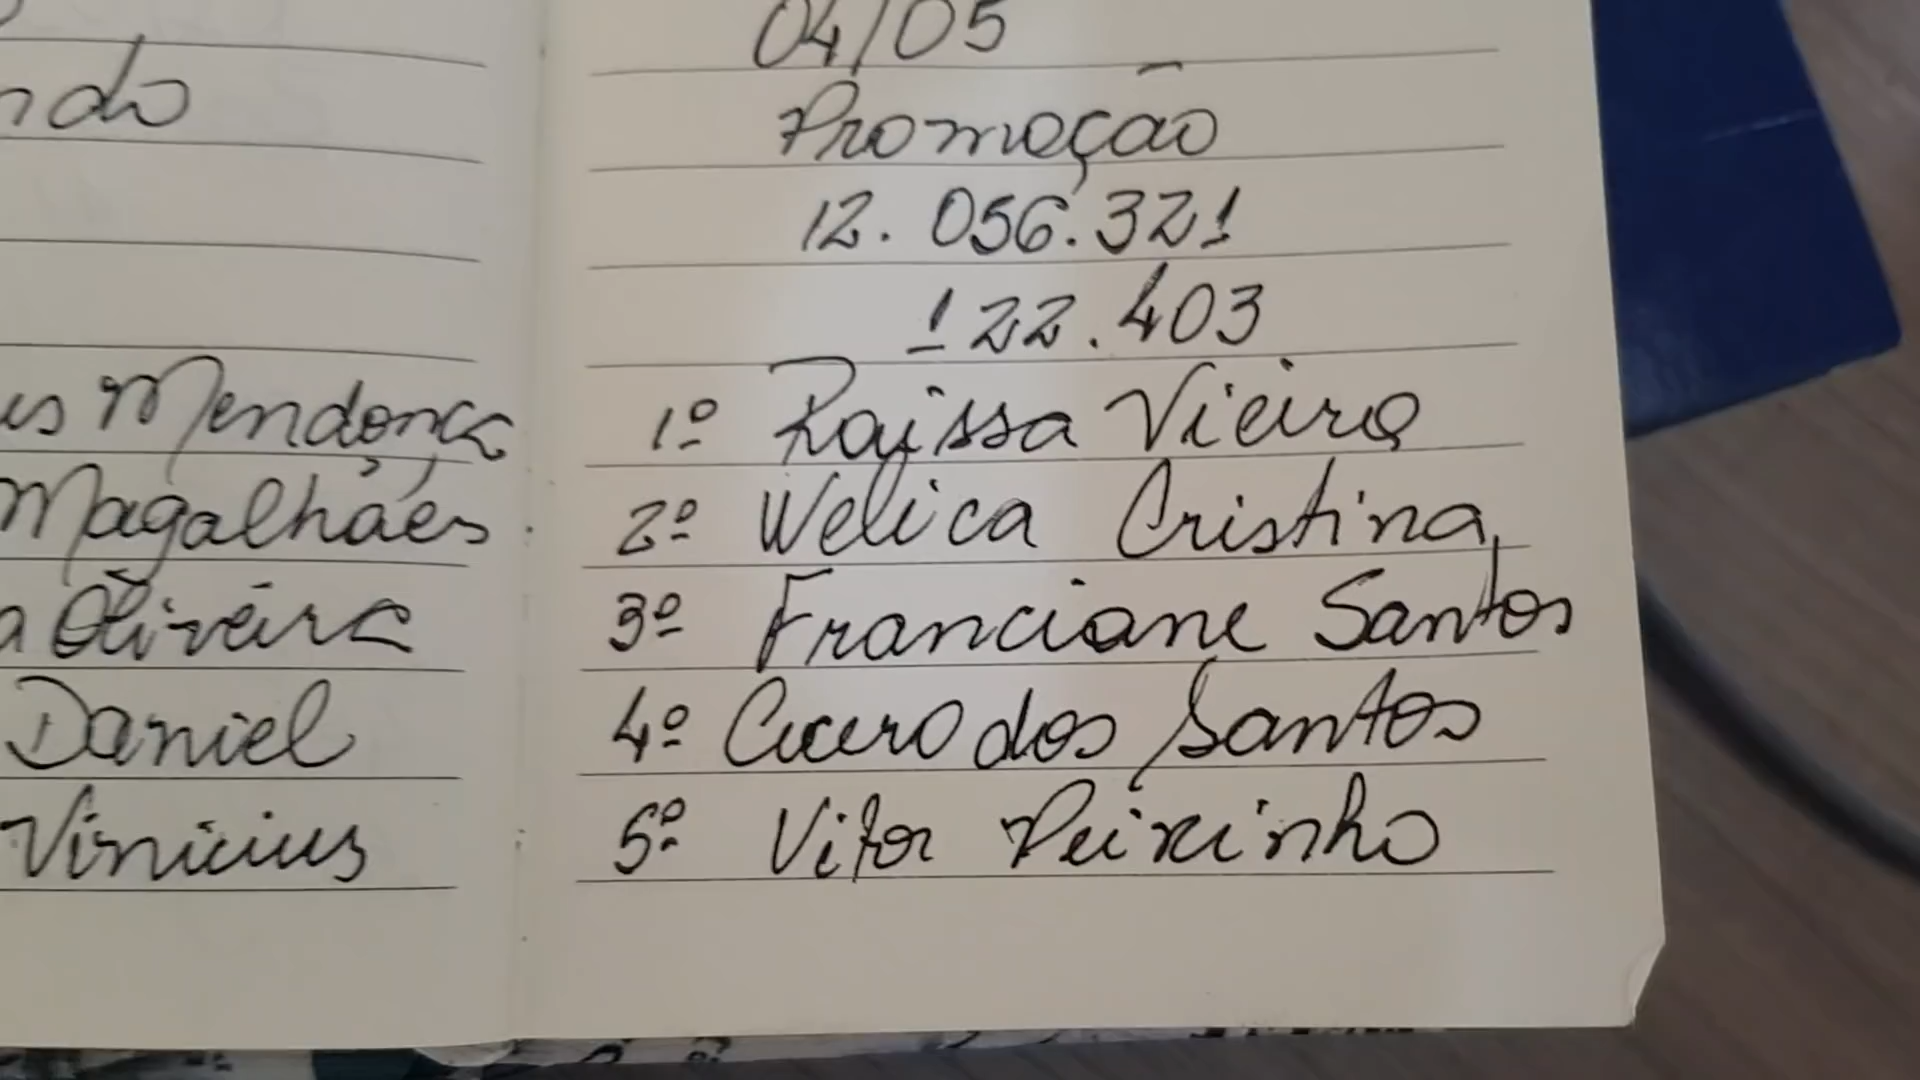 ndo
us Mendonça
Magalhães
a Oliveira
Daniel
Vinicius
04/05
Promoção
12.056.321
122.403
1º Raissa Vieira
2º Welica Cristina
3º Franciane Santos
4º Cicero dos Santos
5º Vitor Peixinho